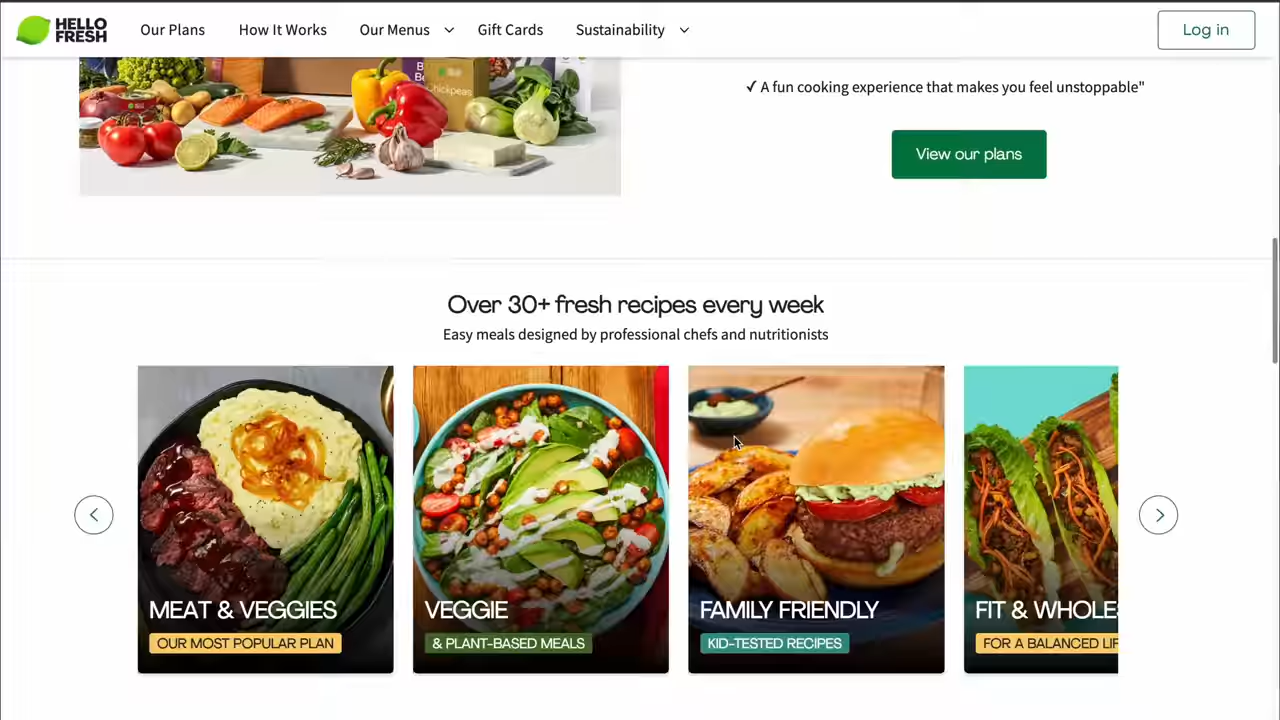 HELLO
FRESH
Our Plans
How It Works
Our Menus
Gift Cards
Sustainability
Log in
✓ A fun cooking experience that makes you feel unstoppable"
View our plans
Over 30+ fresh recipes every week
Easy meals designed by professional chefs and nutritionists
MEAT & VEGGIES
OUR MOST POPULAR PLAN
VEGGIE
& PLANT-BASED MEALS
FAMILY FRIENDLY
KID-TESTED RECIPES
FIT & WHOLE
FOR A BALANCED LIF